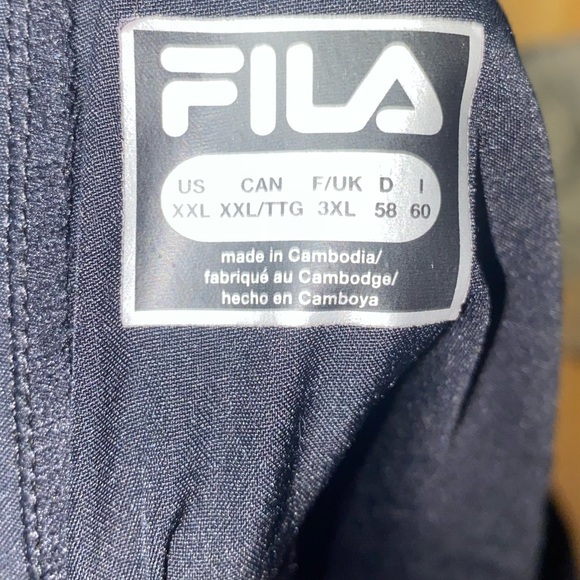 FILA
US CAN F/UK D I
XXL XXL/TTG 3XL 58 60
made in Cambodia/
fabriqué au Cambodge/
hecho en Camboya